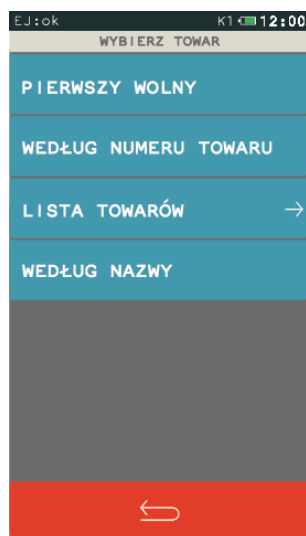 EJ:ok K1 12:00
WYBIERZ TOWAR
PIERWSZY WOLNY
WEDŁUG NUMERU TOWARU
LISTA TOWARÓW
WEDŁUG NAZWY